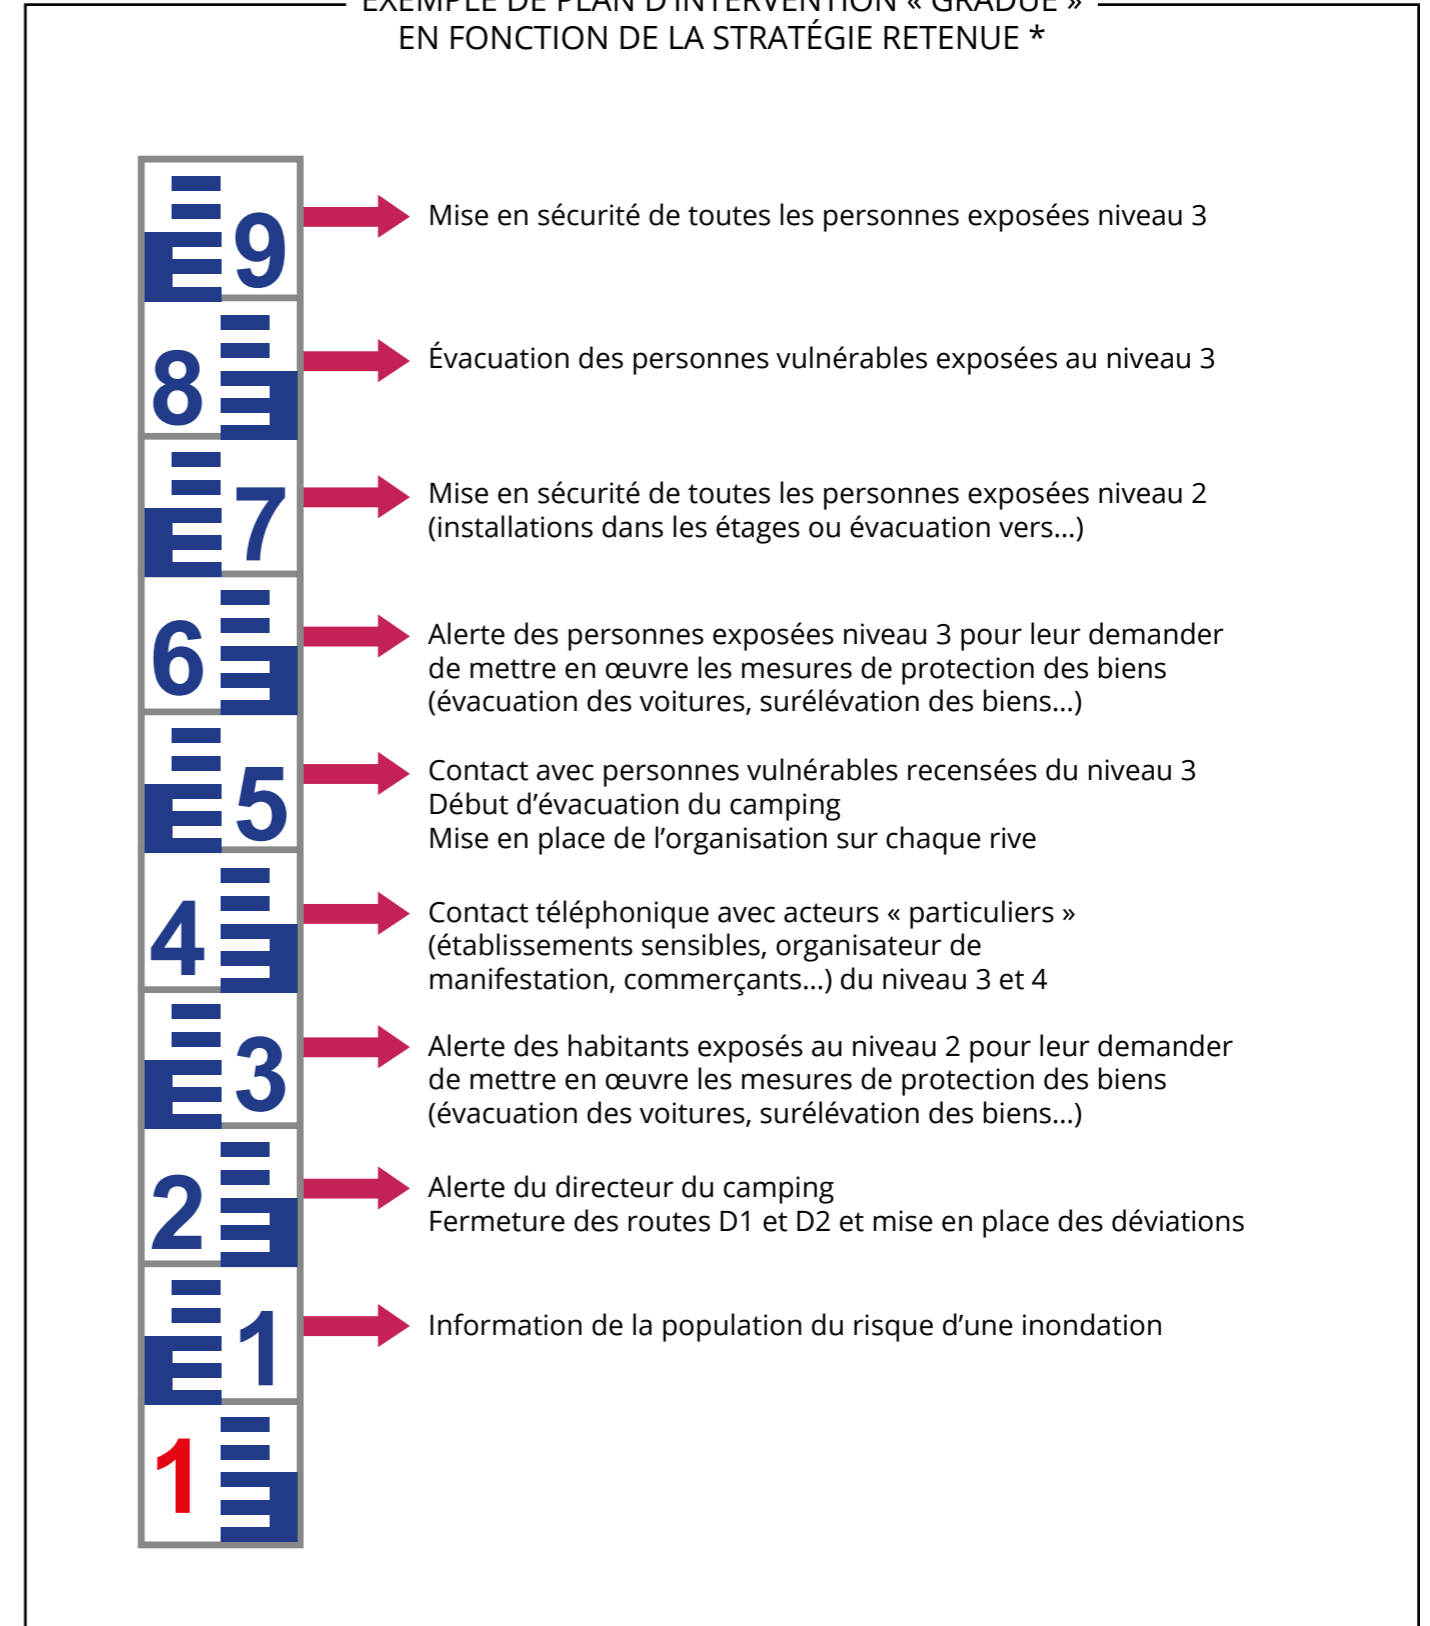 EXEMPLE DE PLAN D'INTERVENTION « GRADUÉ »
EN FONCTION DE LA STRATÉGIE RETENUE *
9
Mise en sécurité de toutes les personnes exposées niveau 3
8
Évacuation des personnes vulnérables exposées au niveau 3
7
Mise en sécurité de toutes les personnes exposées niveau 2
(installations dans les étages ou évacuation vers...)
6
Alerte des personnes exposées niveau 3 pour leur demander
de mettre en œuvre les mesures de protection des biens
(évacuation des voitures, surélévation des biens...)
5
Contact avec personnes vulnérables recensées du niveau 3
Début d’évacuation du camping
Mise en place de l’organisation sur chaque rive
4
Contact téléphonique avec acteurs « particuliers »
(établissements sensibles, organisateur de
manifestation, commerçants...) du niveau 3 et 4
3
Alerte des habitants exposés au niveau 2 pour leur demander
de mettre en œuvre les mesures de protection des biens
(évacuation des voitures, surélévation des biens...)
2
Alerte du directeur du camping
Fermeture des routes D1 et D2 et mise en place des déviations
1
Information de la population du risque d’une inondation
1